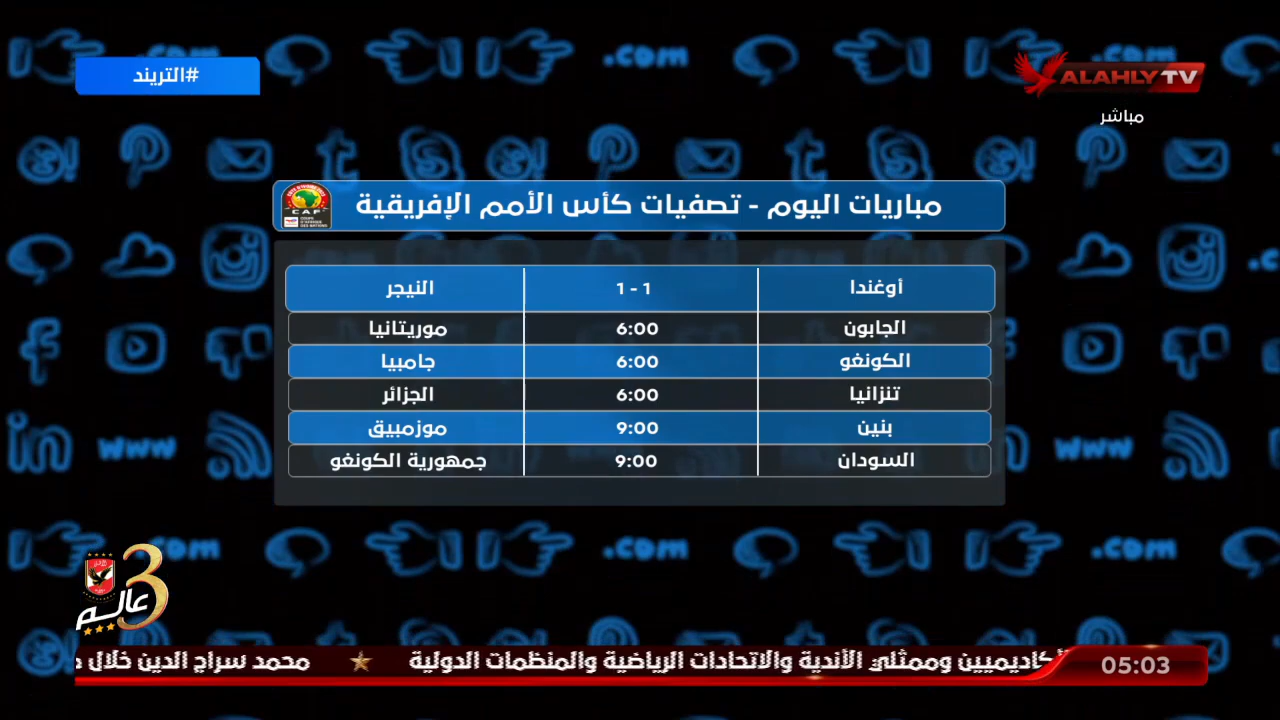 #التريند
ALAHLY TV
مباشر
مباريات اليوم - تصفيات كأس الأمم الإفريقية
CAF
أوغندا 1 - 1 النيجر
الجابون 6:00 موريتانيا
الكونغو 6:00 جامبيا
تنزانيا 6:00 الجزائر
بنين 9:00 موزمبيق
السودان 9:00 جمهورية الكونغو
3 عالم
05:03 لأكاديميين وممثلي الأندية والاتحادات الرياضية والمنظمات الدولية محمد سراج الدين خلال